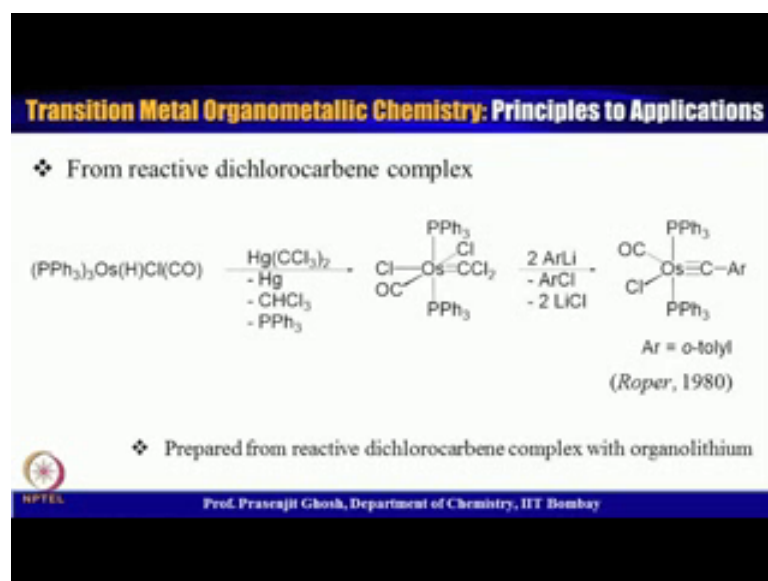 Transition Metal Organometallic Chemistry: Principles to Applications
❖ From reactive dichlorocarbene complex
(PPh₃)₃Os(H)Cl(CO)
Hg(CCl₃)₂
- Hg
- CHCl₃
- PPh₃
PPh₃
Cl
Cl—Os=CCl₂
OC
PPh₃
2 ArLi
- ArCl
- 2 LiCl
PPh₃
OC
Os≡C—Ar
Cl
PPh₃
Ar = o-tolyl
(Roper, 1980)
❖ Prepared from reactive dichlorocarbene complex with organolithium
NPTEL
Prof. Prasenjit Ghosh, Department of Chemistry, IIT Bombay